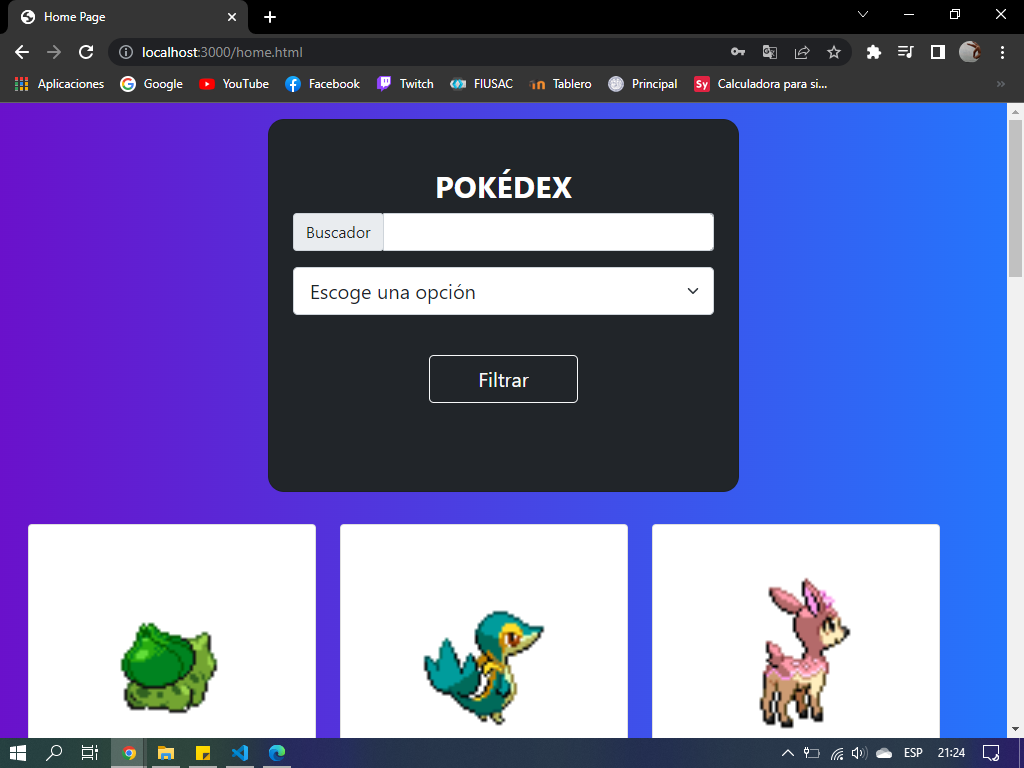 Home Page
localhost:3000/home.html
Aplicaciones
Google
YouTube
Facebook
Twitch
FIUSAC
Tablero
Sy
Principal
Calculadora para si...
POKÉDEX
Buscador
Escoge una opción
Filtrar
ESP
21:24